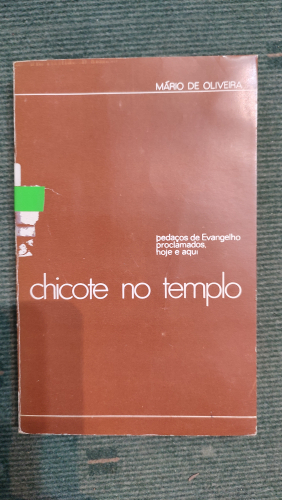 MÁRIO DE OLIVEIRA
pedaços de Evangelho
proclamados,
hoje e aqui
chicote no templo